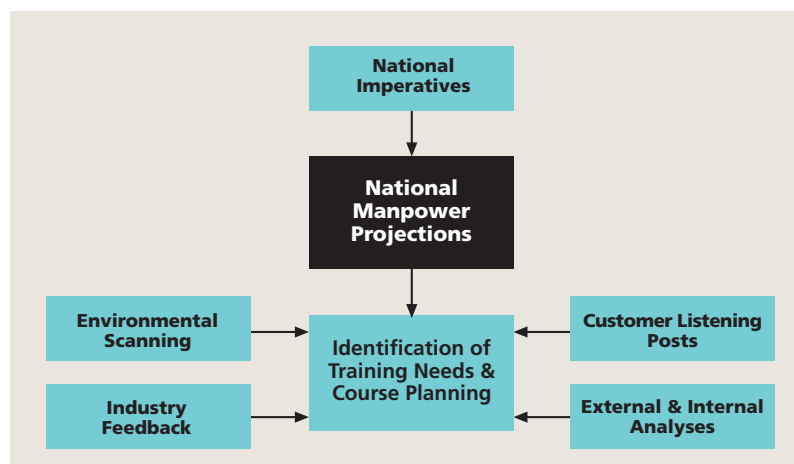 National
Imperatives
National
Manpower
Projections
Environmental
Scanning
Identification of
Training Needs &
Course Planning
Customer Listening
Posts
Industry
Feedback
External & Internal
Analyses